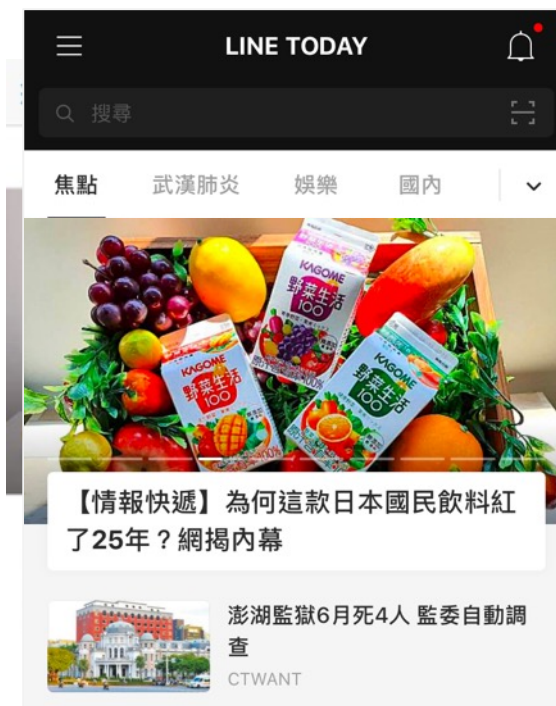 LINE TODAY
搜尋
焦點
武漢肺炎
娛樂
國內
KAGOME
野菜生活
100
KAGOME
野菜生活
100
KAGOME
野菜生活
100
【情報快遞】為何這款日本國民飲料紅
了25年?網揭內幕
澎湖監獄6月死4人 監委自動調
查
CTWANT